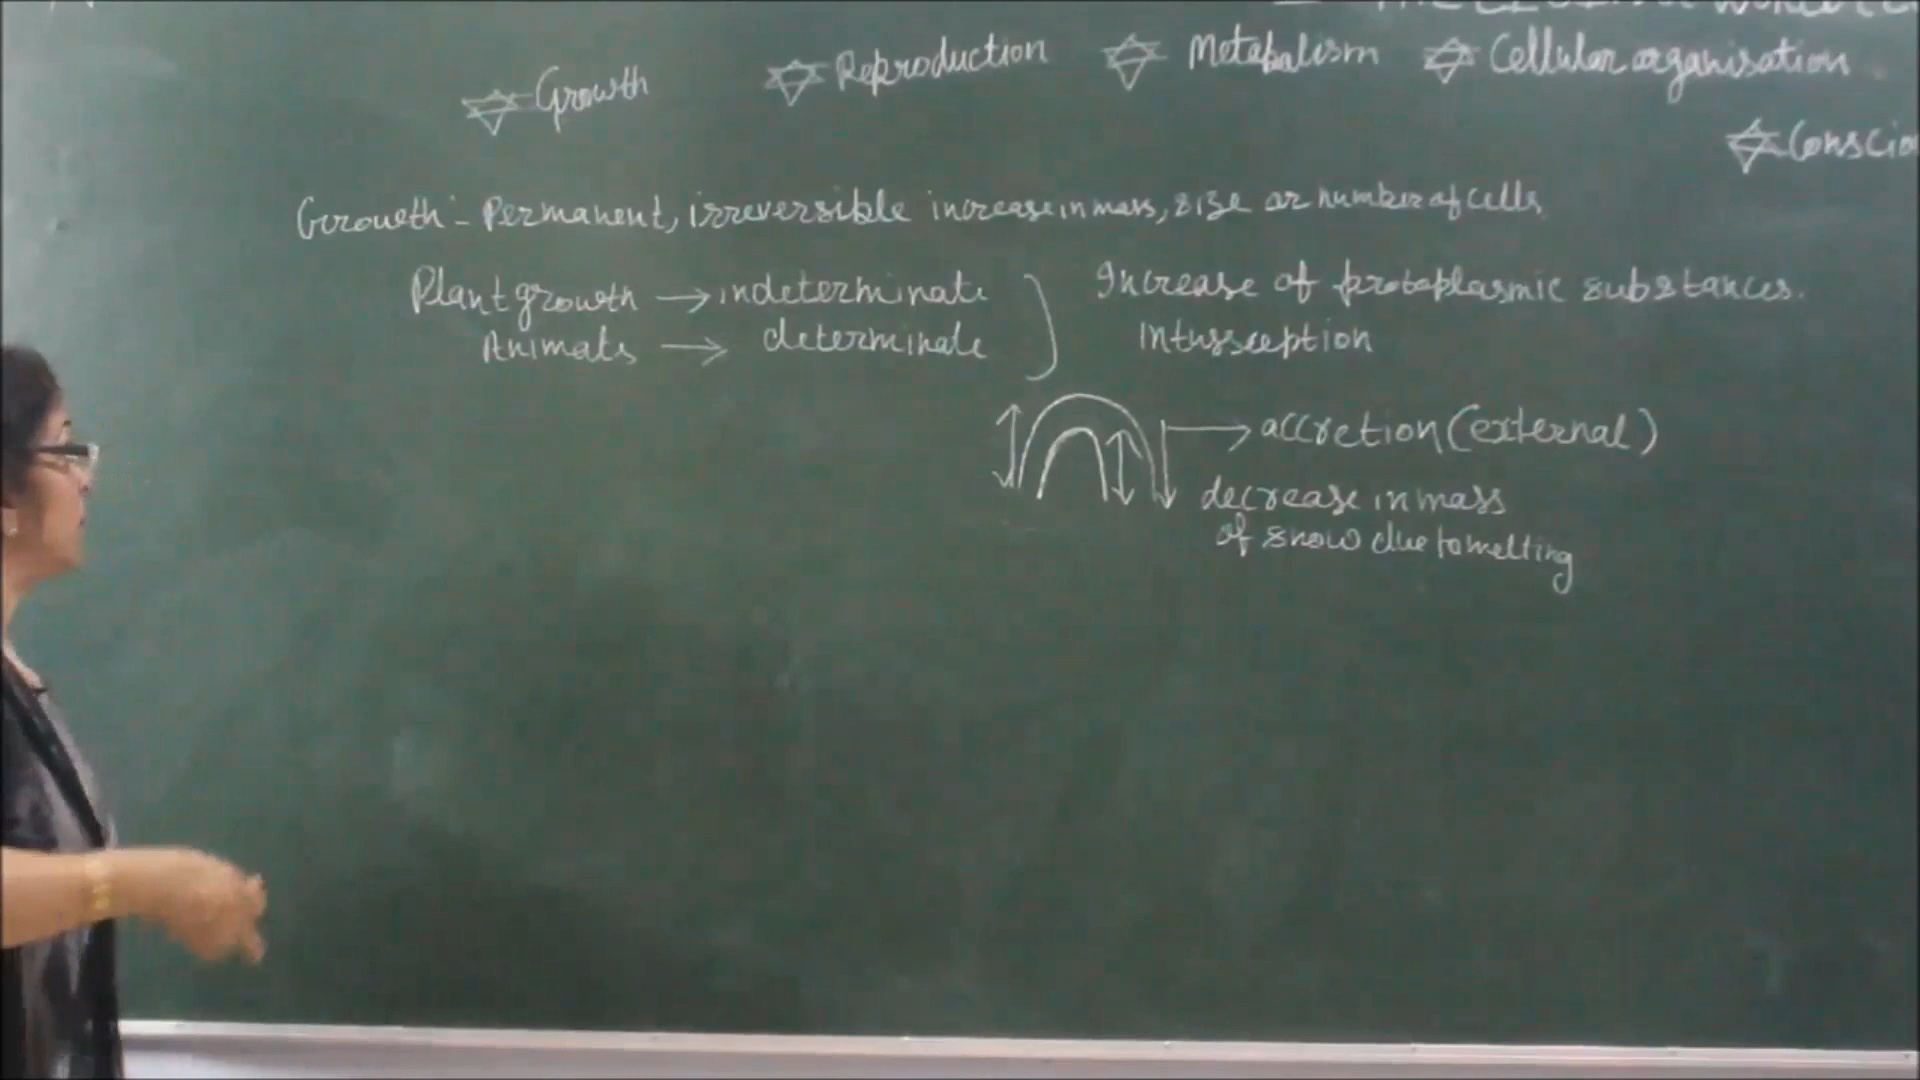 Growth Reproduction Metabalism Cellular organisation
Growth:- Permanent, irreversible increase in mass, size or number of cells.
Plant growth → indeterminate
Animals → determinate
Increase of protoplasmic substances.
Intussception
→ accretion (external)
decrease in mass
of snow due to melting